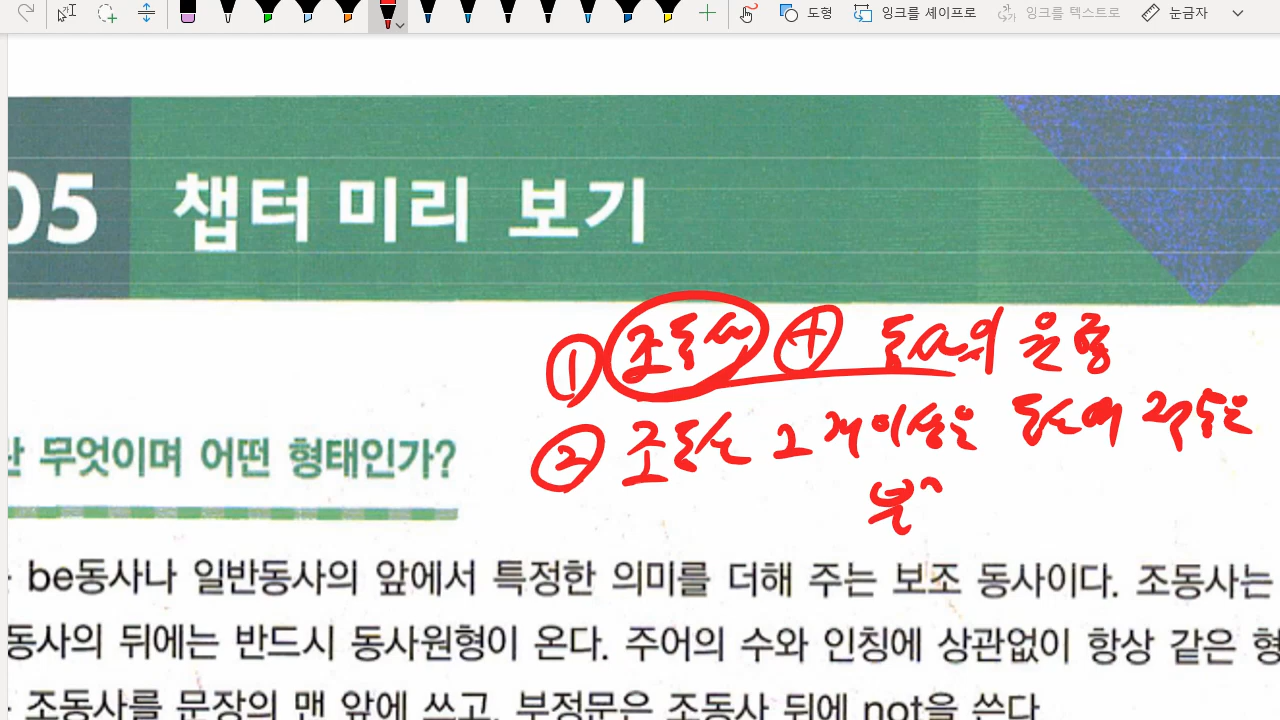 도형 잉크를 셰이프로 잉크를 텍스트로 눈금자
05 챕터 미리 보기
① 조동사 + 동사의 원형
② 조동사 2개 이상은 동시에
무엇이며 어떤 형태인가?
be동사나 일반동사의 앞에서 특정한 의미를 더해 주는 보조 동사이다. 조동사는
동사의 뒤에는 반드시 동사원형이 온다. 주어의 수와 인칭에 상관없이 항상 같은 형
조동사를 문장의 맨 앞에 쓰고, 부정문은 조동사 뒤에 not을 쓴다